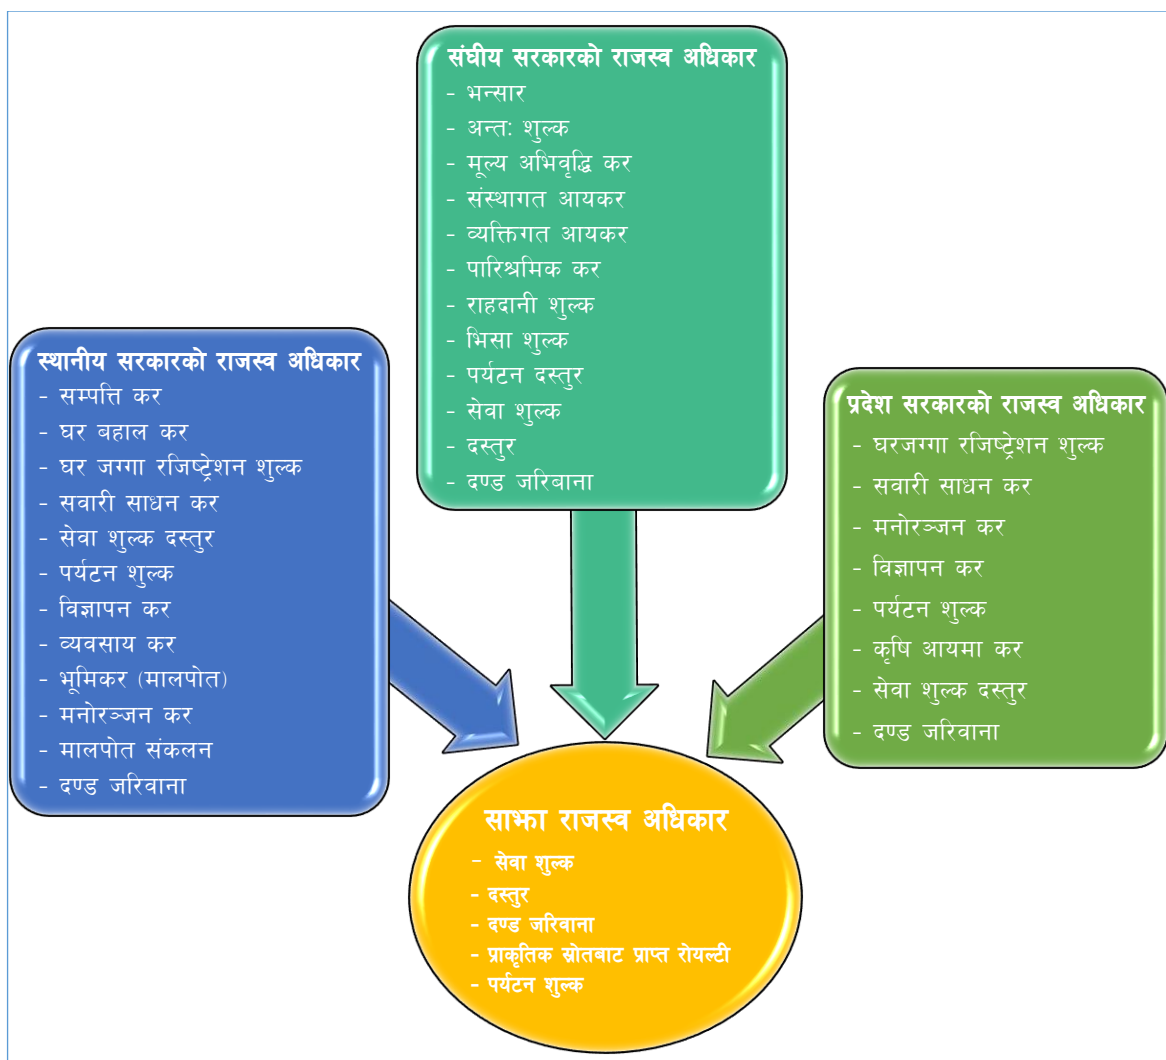 संघीय सरकारको राजस्व अधिकार
- भन्सार
- अन्त: शुल्क
- मूल्य अभिवृद्धि कर
- संस्थागत आयकर
- व्यक्तिगत आयकर
- पारिश्रमिक कर
- राहदानी शुल्क
- भिसा शुल्क
- पर्यटन दस्तुर
- सेवा शुल्क
- दस्तुर
- दण्ड जरिबाना
स्थानीय सरकारको राजस्व अधिकार
- सम्पत्ति कर
- घर बहाल कर
- घर जग्गा रजिष्ट्रेशन शुल्क
- सवारी साधन कर
- सेवा शुल्क दस्तुर
- पर्यटन शुल्क
- विज्ञापन कर
- व्यवसाय कर
- भूमिकर (मालपोत)
- मनोरञ्जन कर
- मालपोत संकलन
- दण्ड जरिवाना
प्रदेश सरकारको राजस्व अधिकार
- घरजग्गा रजिष्ट्रेशन शुल्क
- सवारी साधन कर
- मनोरञ्जन कर
- विज्ञापन कर
- पर्यटन शुल्क
- कृषि आयमा कर
- सेवा शुल्क दस्तुर
- दण्ड जरिवाना
साझा राजस्व अधिकार
- सेवा शुल्क
- दस्तुर
- दण्ड जरिवाना
- प्राकृतिक स्रोतबाट प्राप्त रोयल्टी
- पर्यटन शुल्क